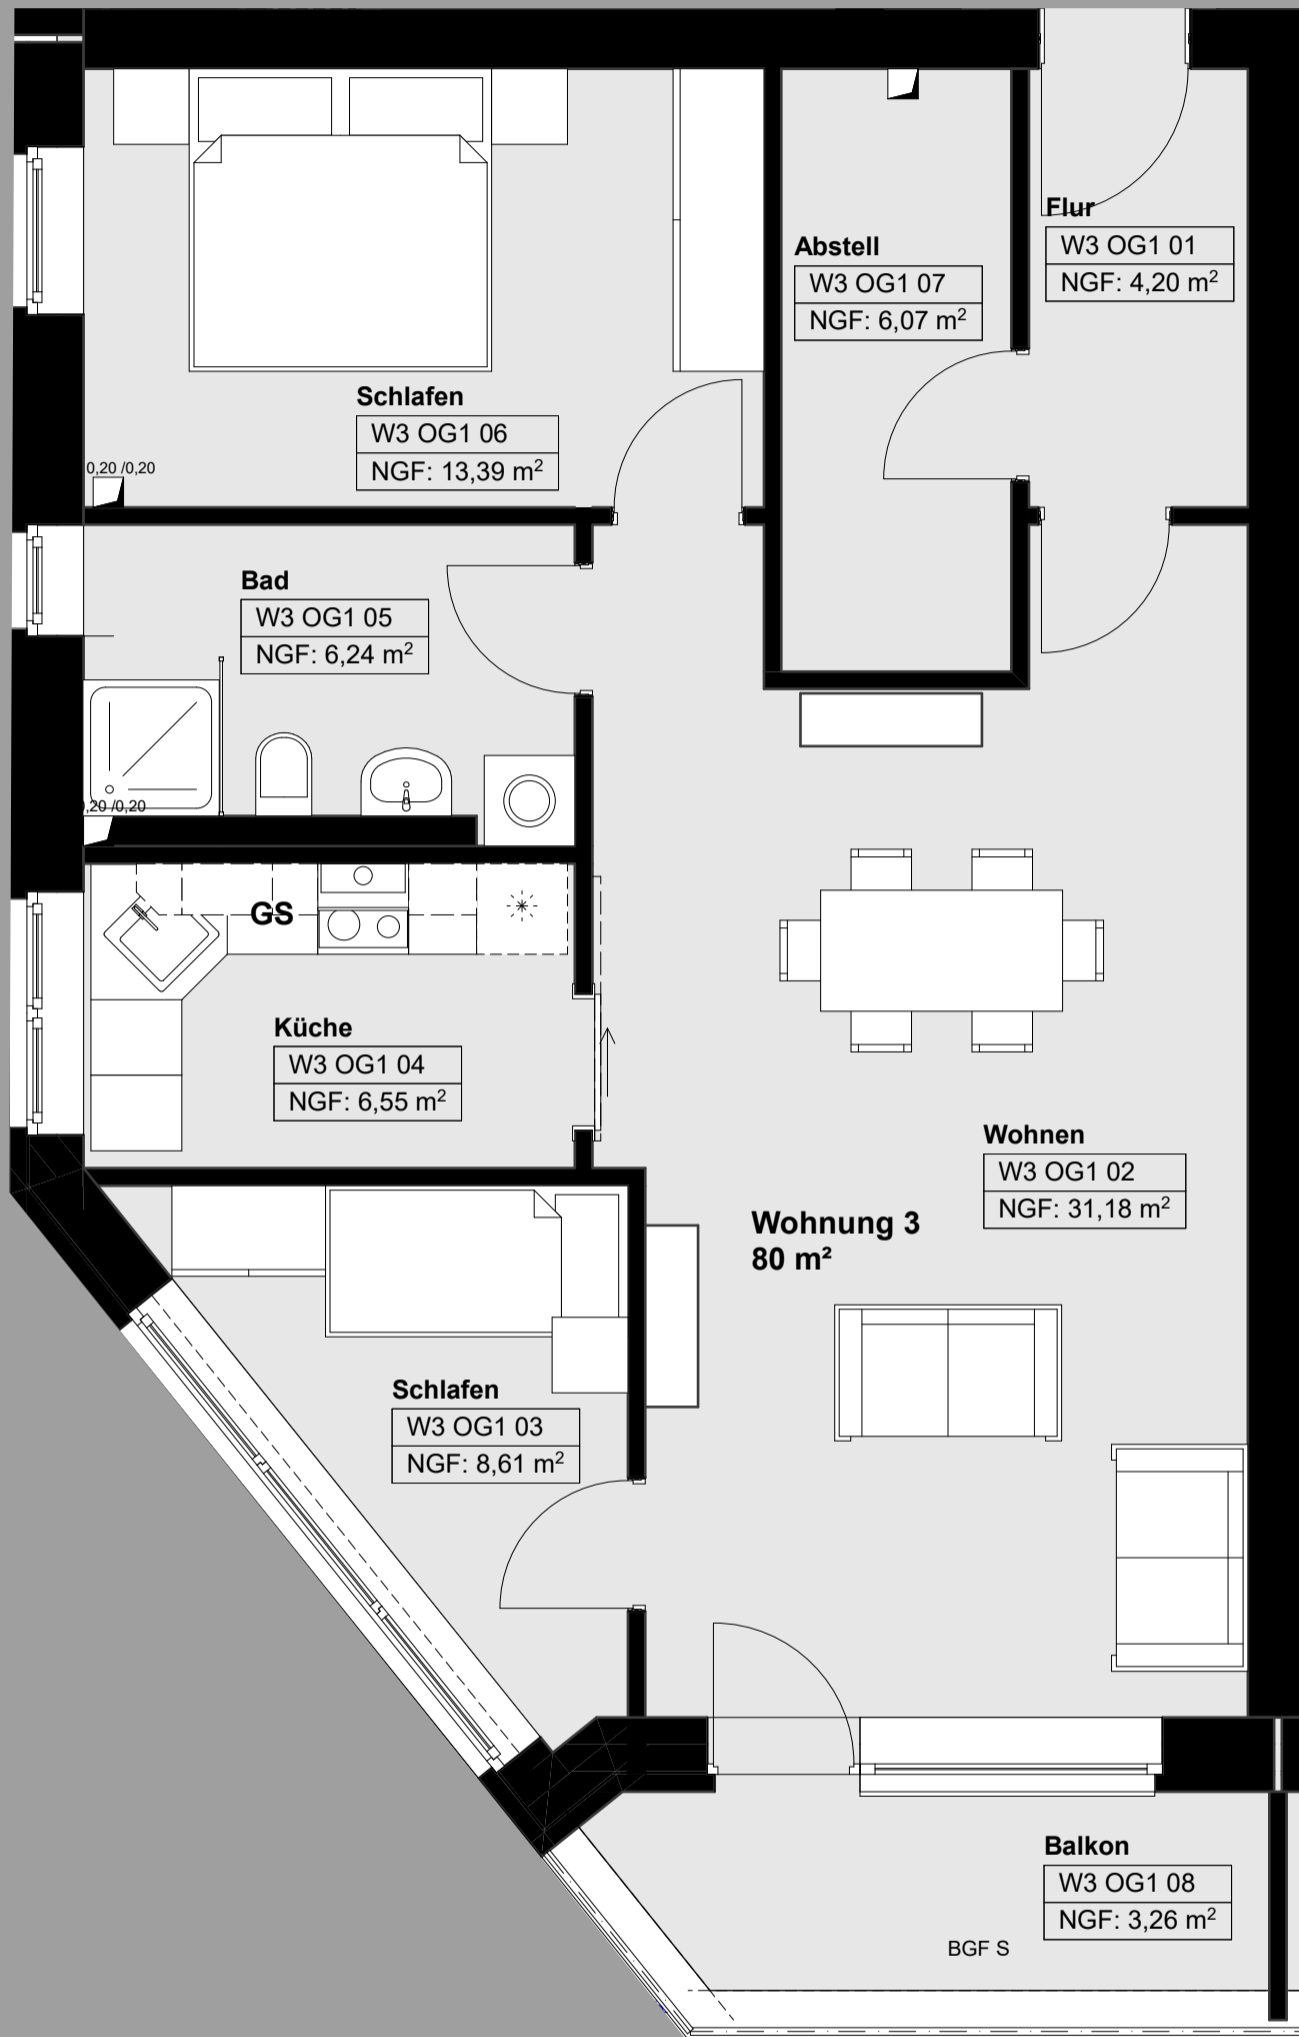 Flur
W3 OG1 01
NGF: 4,20 m²
Abstell
W3 OG1 07
NGF: 6,07 m²
Schlafen
W3 OG1 06
NGF: 13,39 m²
0,20 /0,20
Bad
W3 OG1 05
NGF: 6,24 m²
,20 /0,20
GS
Küche
W3 OG1 04
NGF: 6,55 m²
Wohnen
W3 OG1 02
NGF: 31,18 m²
Wohnung 3
80 m²
Schlafen
W3 OG1 03
NGF: 8,61 m²
Balkon
W3 OG1 08
NGF: 3,26 m²
BGF S